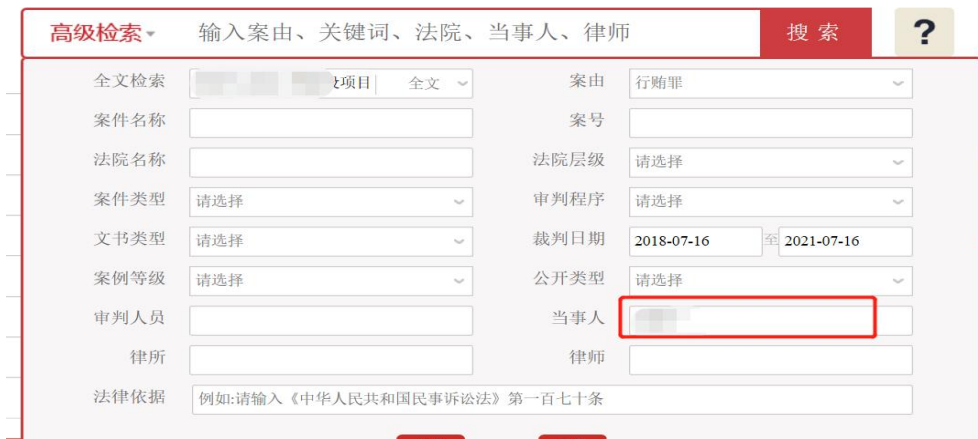 高级检索 输入案由、关键词、法院、当事人、律师 搜索 ?
全文检索 项目 全文 案由 行贿罪
案件名称 案号
法院名称 法院层级 请选择
案件类型 请选择 审判程序 请选择
文书类型 请选择 裁判日期 2018-07-16 至 2021-07-16
案例等级 请选择 公开类型 请选择
审判人员 当事人
律所 律师
法律依据 例如:请输入《中华人民共和国民事诉讼法》第一百七十条